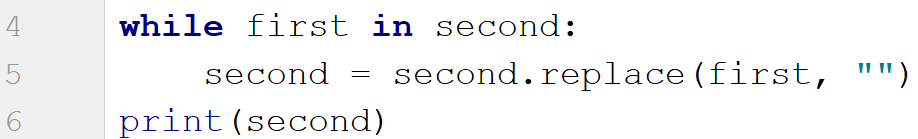 4 while first in second:
5     second = second.replace(first, "")
6 print(second)